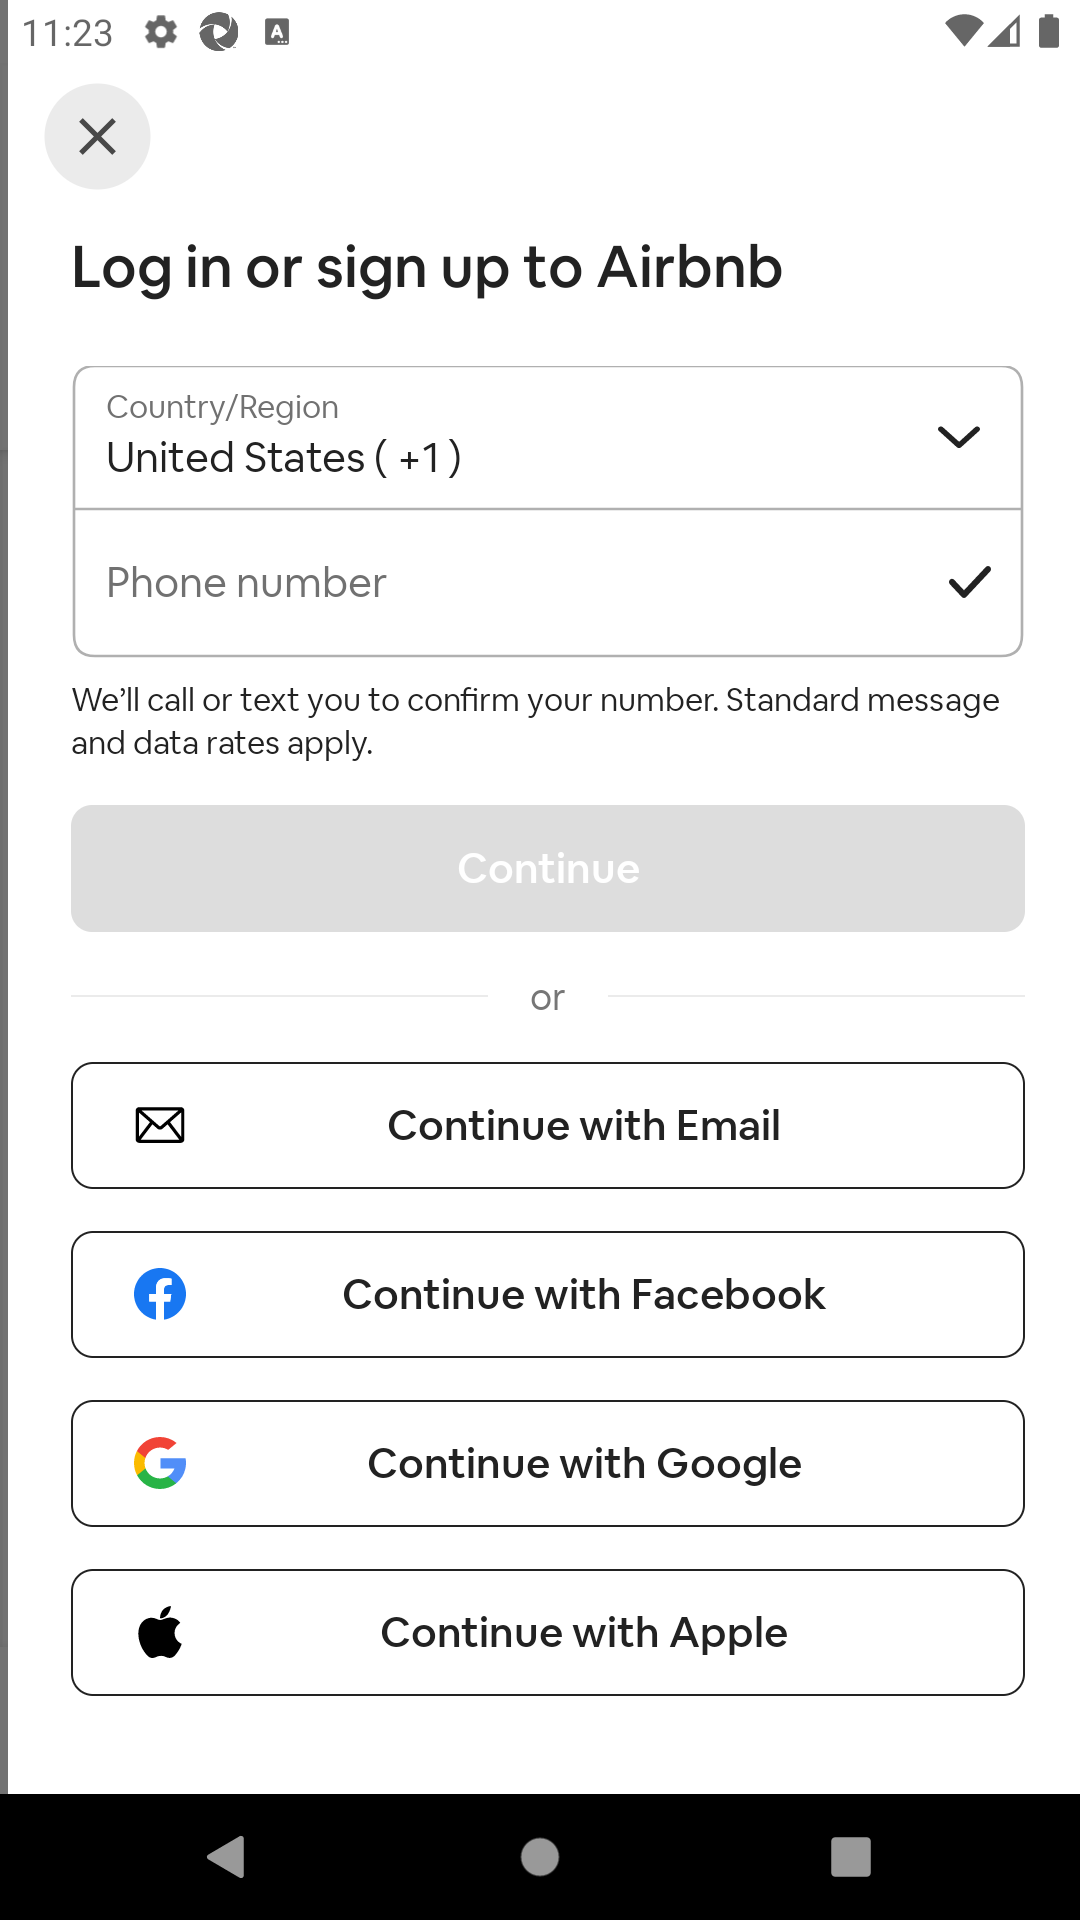 11:23
Log in or sign up to Airbnb
Country/Region
United States ( +1 )
Phone number
We’ll call or text you to confirm your number. Standard message
and data rates apply.
Continue
or
Continue with Email
Continue with Facebook
Continue with Google
Continue with Apple